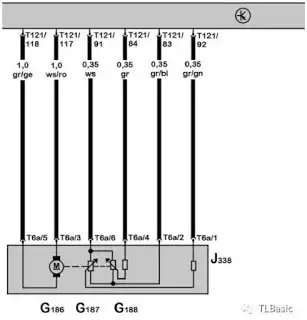 T121/ T121/ T121/ T121/ T121/ T121/
118 117 91 84 83 92
1,0 1,0 0,35 0,35 0,35 0,35
gr/ge ws/ro ws gr gr/bl gr/gn
T6a/5 T6a/3 T6a/6 T6a/4 T6a/2 T6a/1
M
J338
G186 G187 G188
TLBasic